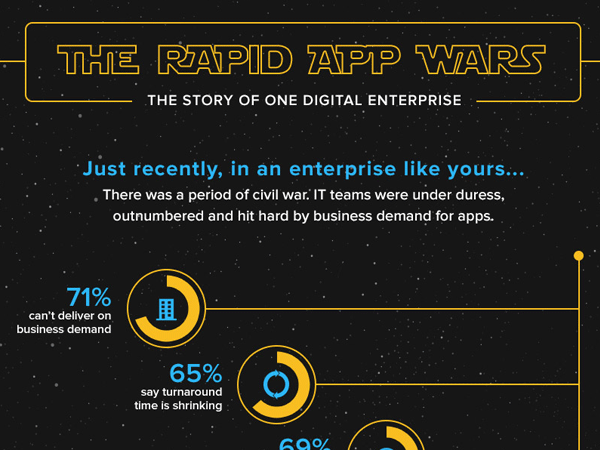 THE RAPID APP WARS
THE STORY OF ONE DIGITAL ENTERPRISE
Just recently, in an enterprise like yours...
There was a period of civil war. IT teams were under duress,
outnumbered and hit hard by business demand for apps.
71%
can't deliver on
business demand
65%
say turnaround
time is shrinking
69%